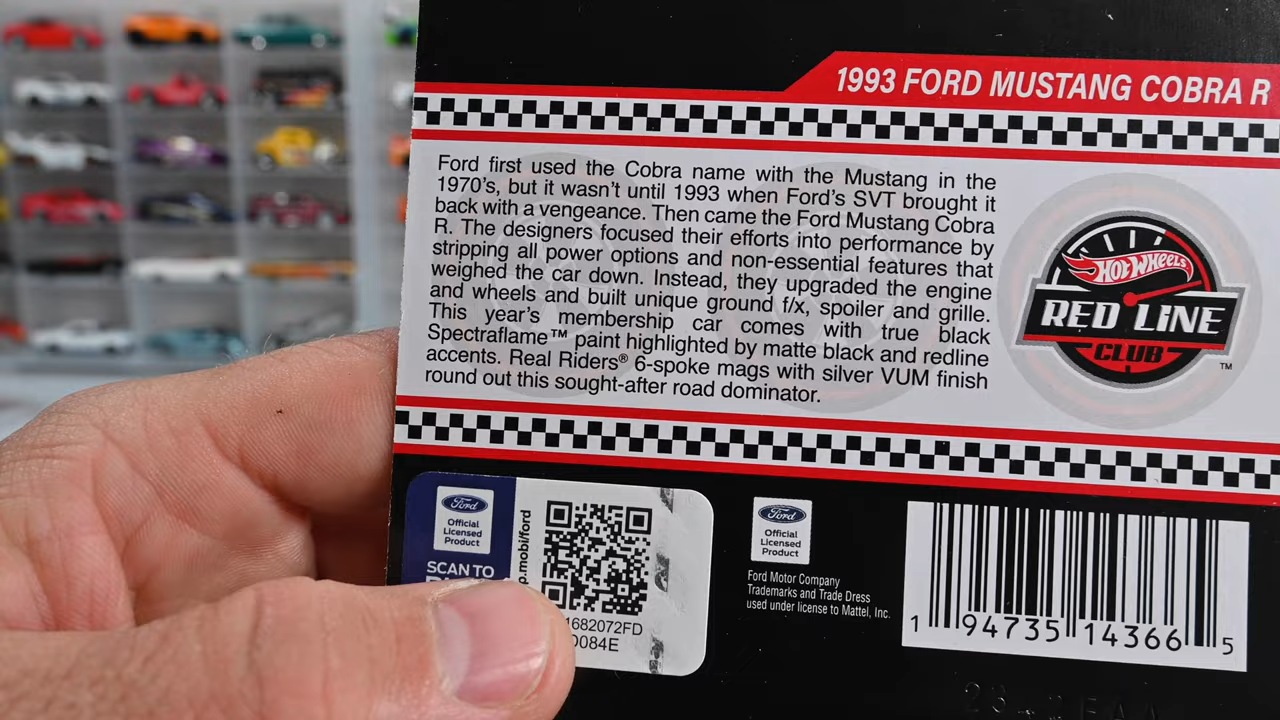 1993 FORD MUSTANG COBRA R
Ford first used the Cobra name with the Mustang in the
1970's, but it wasn't until 1993 when Ford's SVT brought it
back with a vengeance. Then came the Ford Mustang Cobra
R. The designers focused their efforts into performance by
stripping all power options and non-essential features that
weighed the car down. Instead, they upgraded the engine
and wheels and built unique ground f/x, spoiler and grille.
This year's membership car comes with true black
Spectraflame™ paint highlighted by matte black and redline
accents. Real Riders® 6-spoke mags with silver VUM finish
round out this sought-after road dominator.
HOT WHEELS
RED LINE
CLUB
™
Ford
Official
Licensed
Product
SCAN TO
p.mobi/ford
1682072FD
D084E
Ford
Official
Licensed
Product
Ford Motor Company
Trademarks and Trade Dress
used under license to Mattel, Inc.
1 94735 14366 5